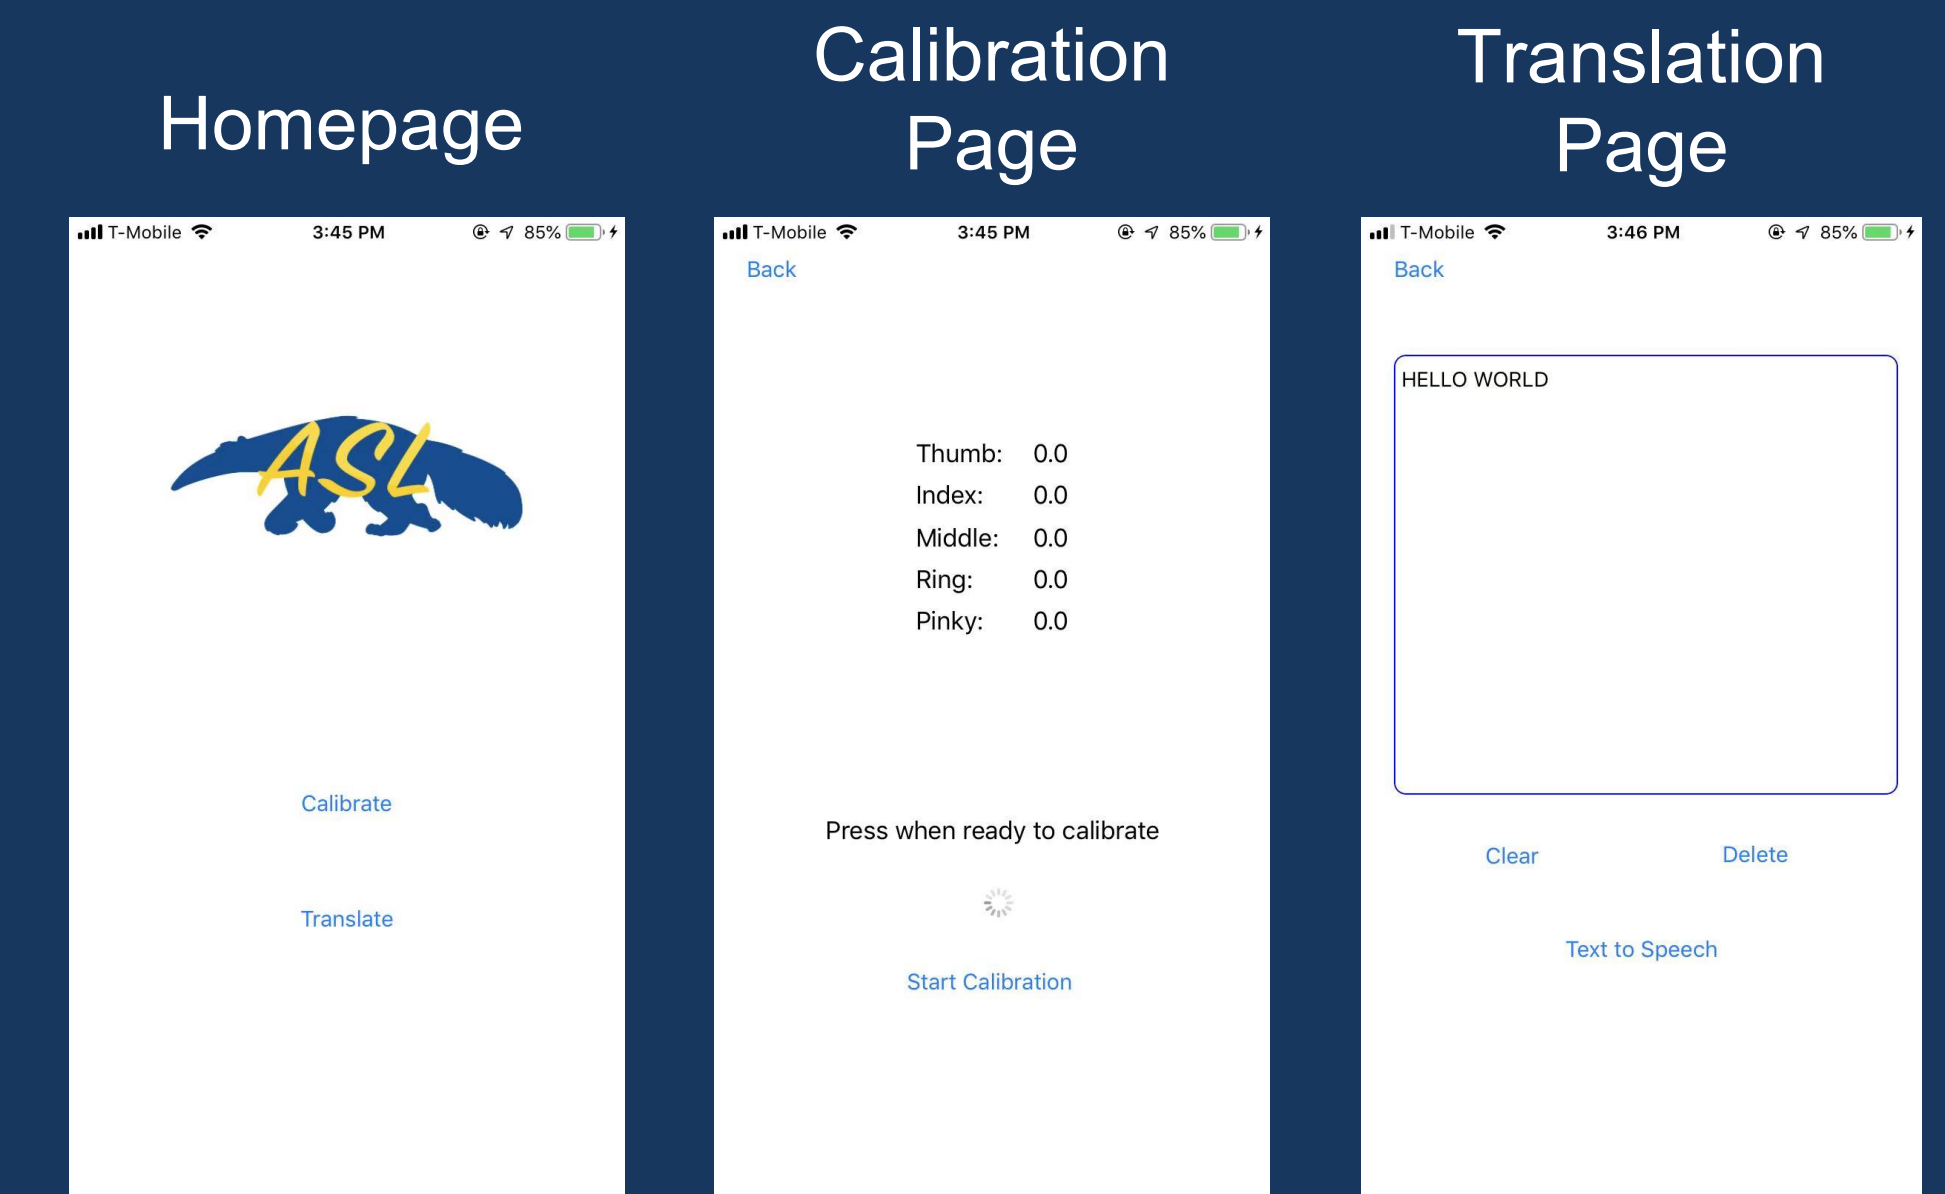 Homepage
T-Mobile 3:45 PM 85%
ASL
Calibrate
Translate
Calibration
Page
T-Mobile 3:45 PM 85%
Back
Thumb: 0.0
Index: 0.0
Middle: 0.0
Ring: 0.0
Pinky: 0.0
Press when ready to calibrate
Start Calibration
Translation
Page
T-Mobile 3:46 PM 85%
Back
HELLO WORLD
Clear Delete
Text to Speech